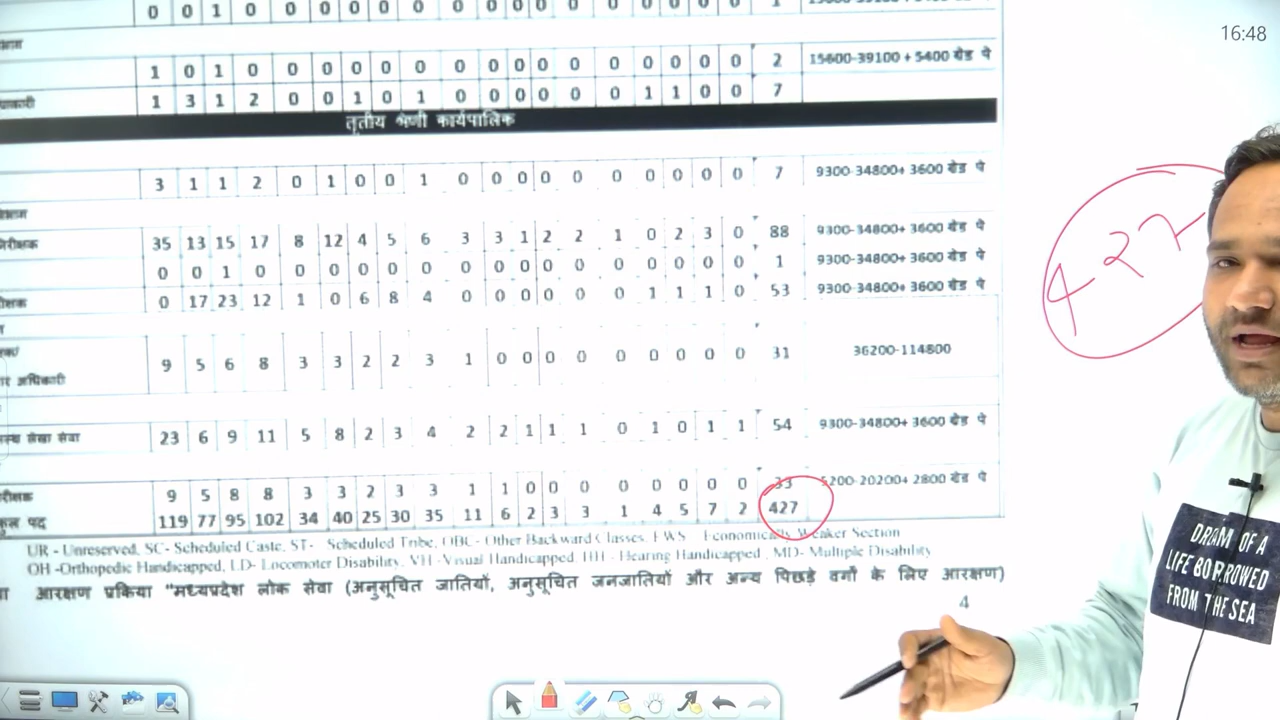 0 0 1 0 0 0 0 0 0 0 0 0 0 0 0 0 0 0 0 1
16:48
1 0 1 0 0 0 0 0 0 0 0 0 0 0 0 0 0 0 0 2 15600-39100 + 5400 ग्रेड पे
1 3 1 2 0 0 1 0 1 0 0 0 0 0 0 1 1 0 0 7
तृतीय श्रेणी कार्यपालिक
3 1 1 2 0 1 0 0 1 0 0 0 0 0 0 0 0 0 0 7 9300-34800+ 3600 ग्रेड पे
35 13 15 17 8 12 4 5 6 3 3 1 2 2 1 0 2 3 0 88 9300-34800+ 3600 ग्रेड पे
0 0 1 0 0 0 0 0 0 0 0 0 0 0 0 0 0 0 0 1 9300-34800+ 3600 ग्रेड पे
0 17 23 12 1 0 6 8 4 0 0 0 0 0 0 1 1 1 0 53 9300-34800+ 3600 ग्रेड पे
427
9 5 6 8 3 3 2 2 3 1 0 0 0 0 0 0 0 0 0 31 36200-114800
अधिकारी
लेखा सेवा 23 6 9 11 5 8 2 3 4 2 2 1 1 1 0 1 0 1 1 54 9300-34800+ 3600 ग्रेड पे
9 5 8 8 3 3 2 3 3 1 1 0 0 0 0 0 0 0 0 33 5200-20200+ 2800 ग्रेड पे
कुल पद 119 77 95 102 34 40 25 30 35 11 6 2 3 3 1 4 5 7 2 427
UR - Unreserved, SC- Scheduled Caste, ST- Scheduled Tribe, OBC- Other Backward Classes, EWS Economically Weaker Section
OH -Orthopedic Handicapped, LD- Locomoter Disability, VH -Visual Handicapped, HH - Hearing Handicapped, MD- Multiple Disability
आरक्षण प्रकिया "मध्यप्रदेश लोक सेवा (अनुसूचित जातियों, अनुसूचित जनजातियों और अन्य पिछड़े वर्गो के लिए आरक्षण)
4
DREAM OF A
LIFE BORROWED
FROM THE SEA